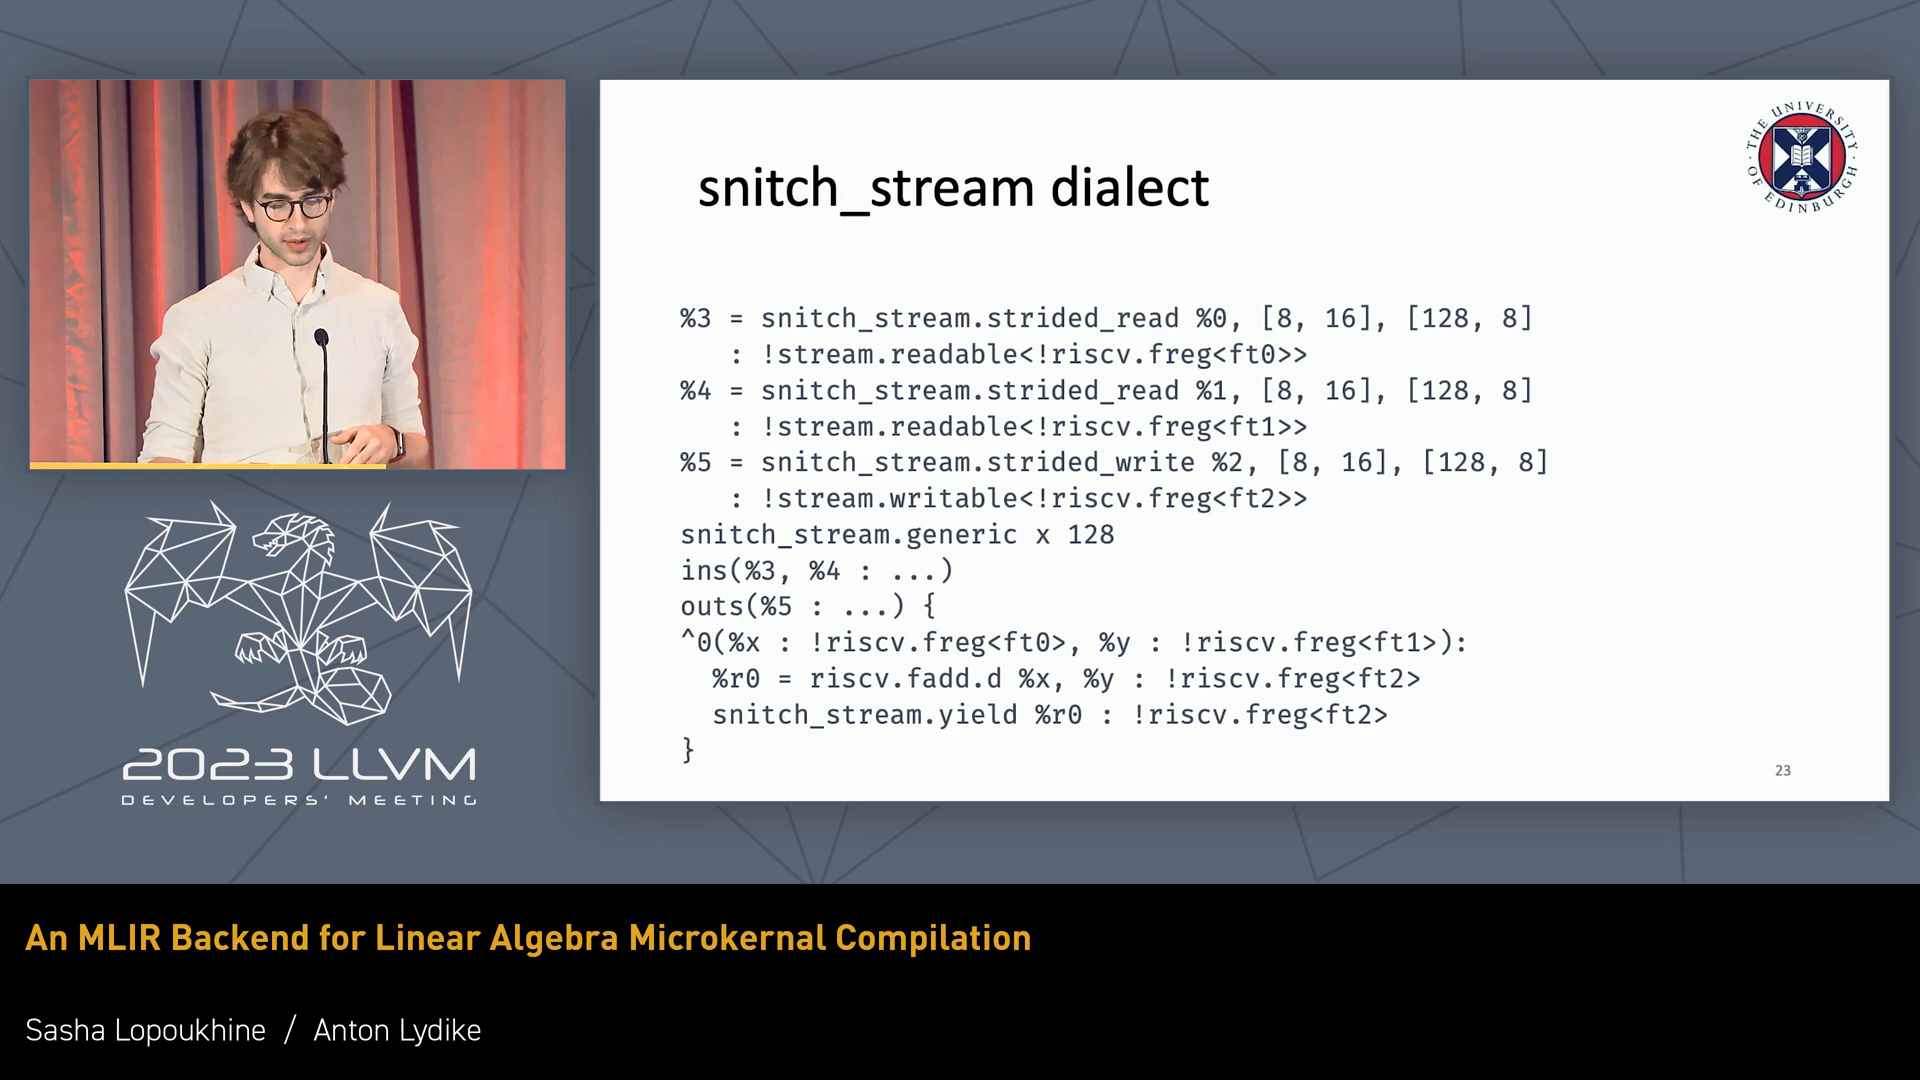 THE UNIVERSITY OF EDINBURGH
snitch_stream dialect
%3 = snitch_stream.strided_read %0, [8, 16], [128, 8]
: !stream.readable<!riscv.freg<ft0>>
%4 = snitch_stream.strided_read %1, [8, 16], [128, 8]
: !stream.readable<!riscv.freg<ft1>>
%5 = snitch_stream.strided_write %2, [8, 16], [128, 8]
: !stream.writable<!riscv.freg<ft2>>
snitch_stream.generic x 128
ins(%3, %4 : ...)
outs(%5 : ...) {
^0(%x : !riscv.freg<ft0>, %y : !riscv.freg<ft1>):
%r0 = riscv.fadd.d %x, %y : !riscv.freg<ft2>
snitch_stream.yield %r0 : !riscv.freg<ft2>
}
23
2023 LLVM
DEVELOPERS' MEETING
An MLIR Backend for Linear Algebra Microkernal Compilation
Sasha Lopoukhine / Anton Lydike